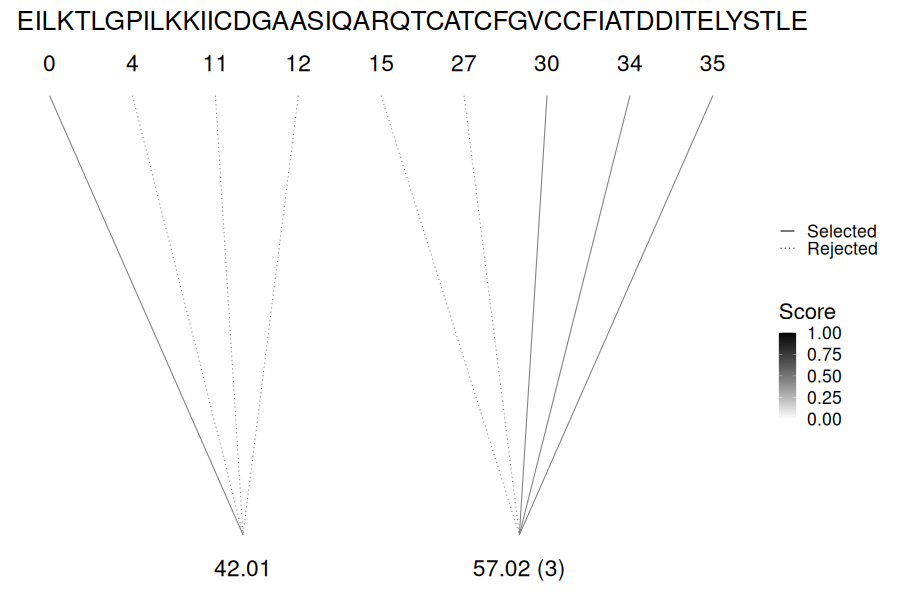 EILKTLGPILKKIICDGAASIQARQTCATCFGVCCFIATDDITELYSTLE
0 4 11 12 15 27 30 34 35
Selected
Rejected
Score
1.00
0.75
0.50
0.25
0.00
42.01 57.02 (3)